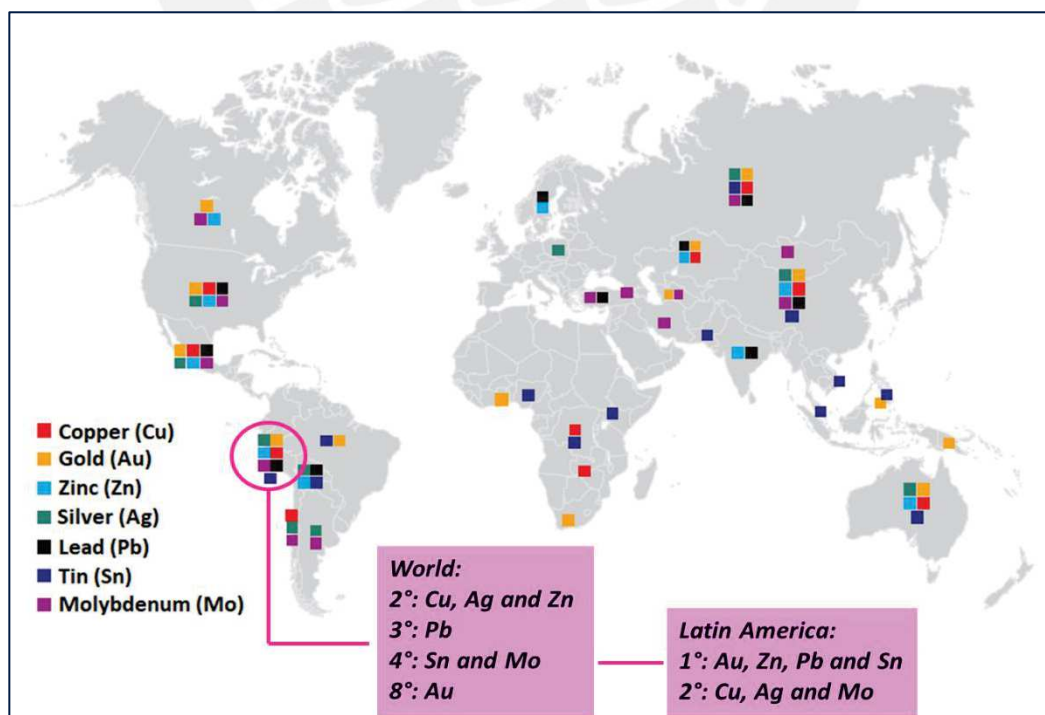 Copper (Cu)
Gold (Au)
Zinc (Zn)
Silver (Ag)
Lead (Pb)
Tin (Sn)
Molybdenum (Mo)
World:
2°: Cu, Ag and Zn
3°: Pb
4°: Sn and Mo
8°: Au
Latin America:
1°: Au, Zn, Pb and Sn
2°: Cu, Ag and Mo